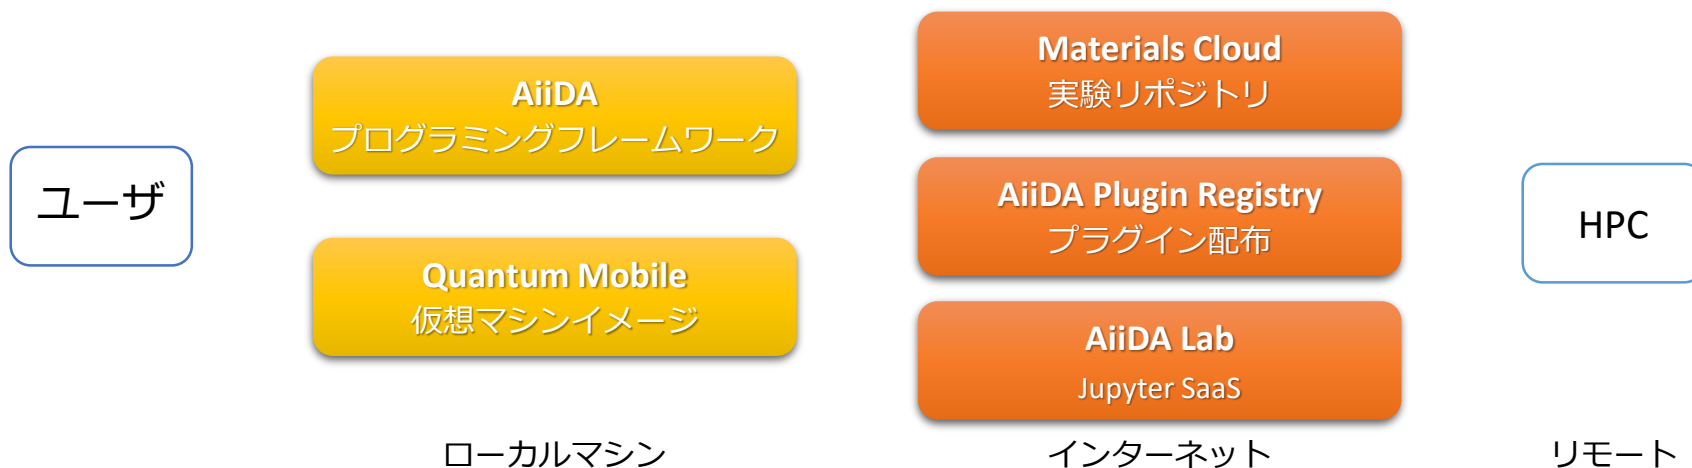 ユーザ
AiiDA
プログラミングフレームワーク
Quantum Mobile
仮想マシンイメージ
ローカルマシン
Materials Cloud
実験リポジトリ
AiiDA Plugin Registry
プラグイン配布
AiiDA Lab
Jupyter SaaS
インターネット
HPC
リモート